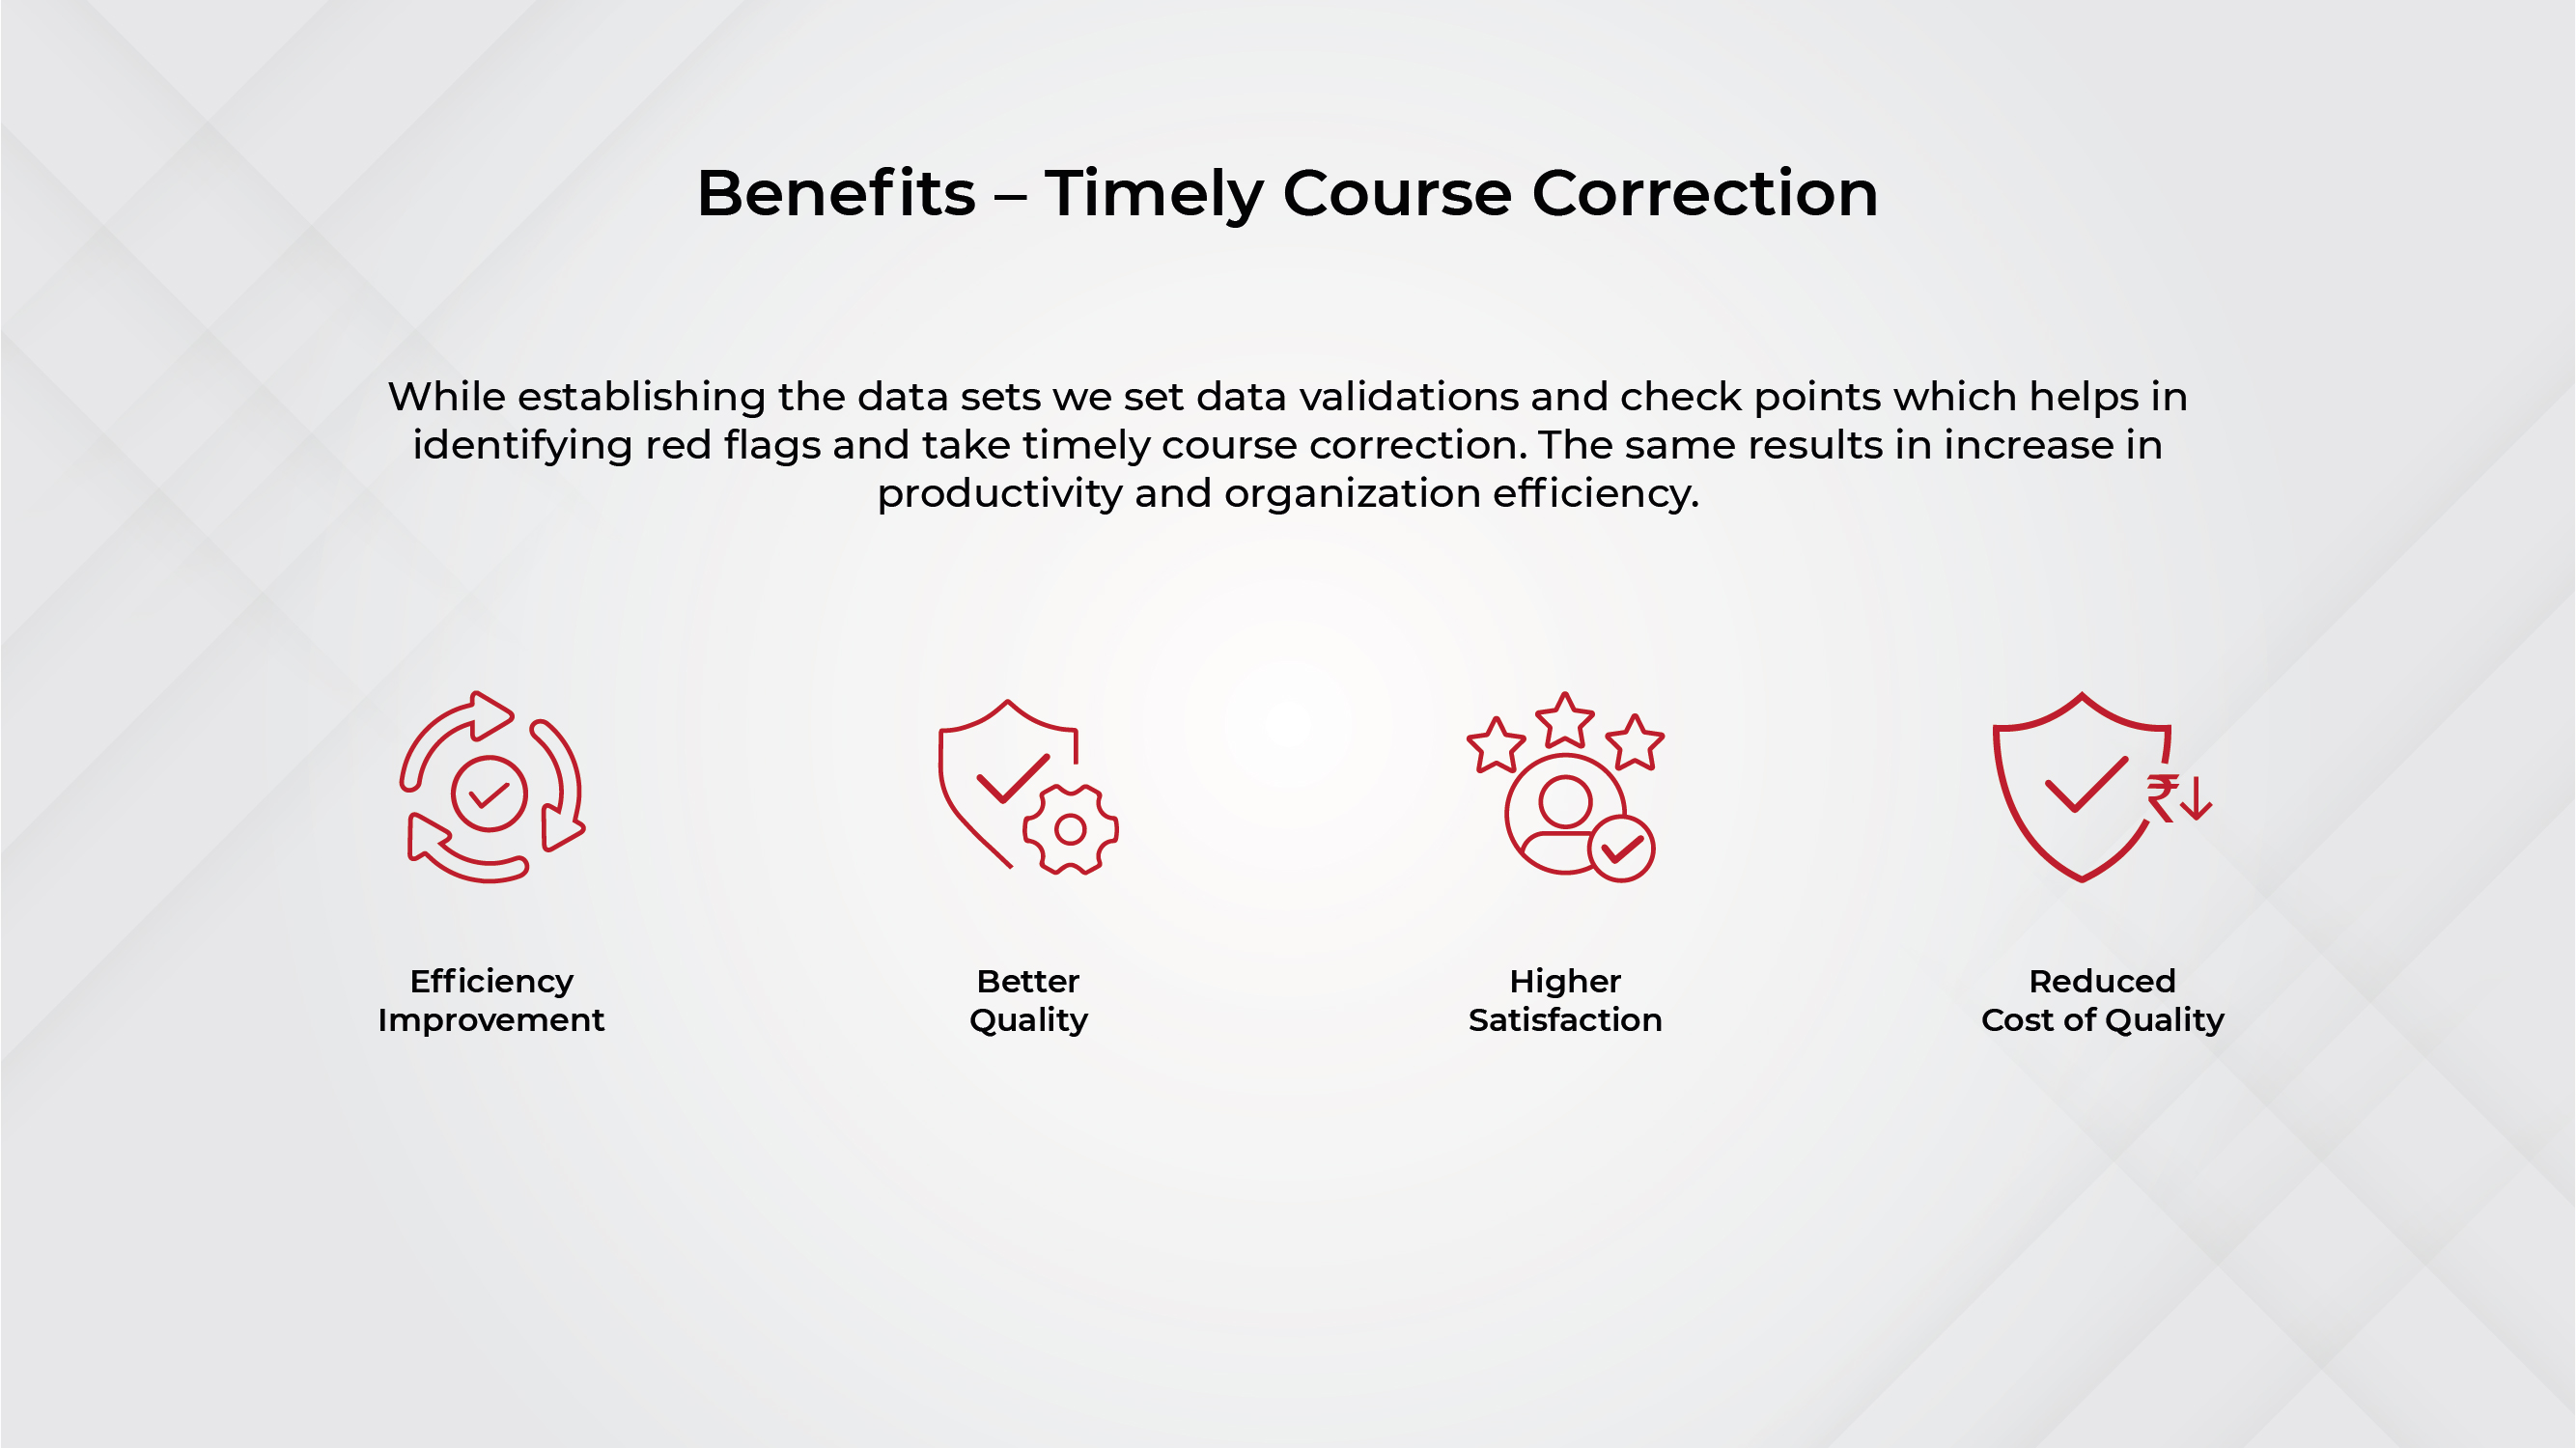 Benefits – Timely Course Correction
While establishing the data sets we set data validations and check points which helps in
identifying red flags and take timely course correction. The same results in increase in
productivity and organization efficiency.
₹
Efficiency
Improvement
Better
Quality
Higher
Satisfaction
Reduced
Cost of Quality